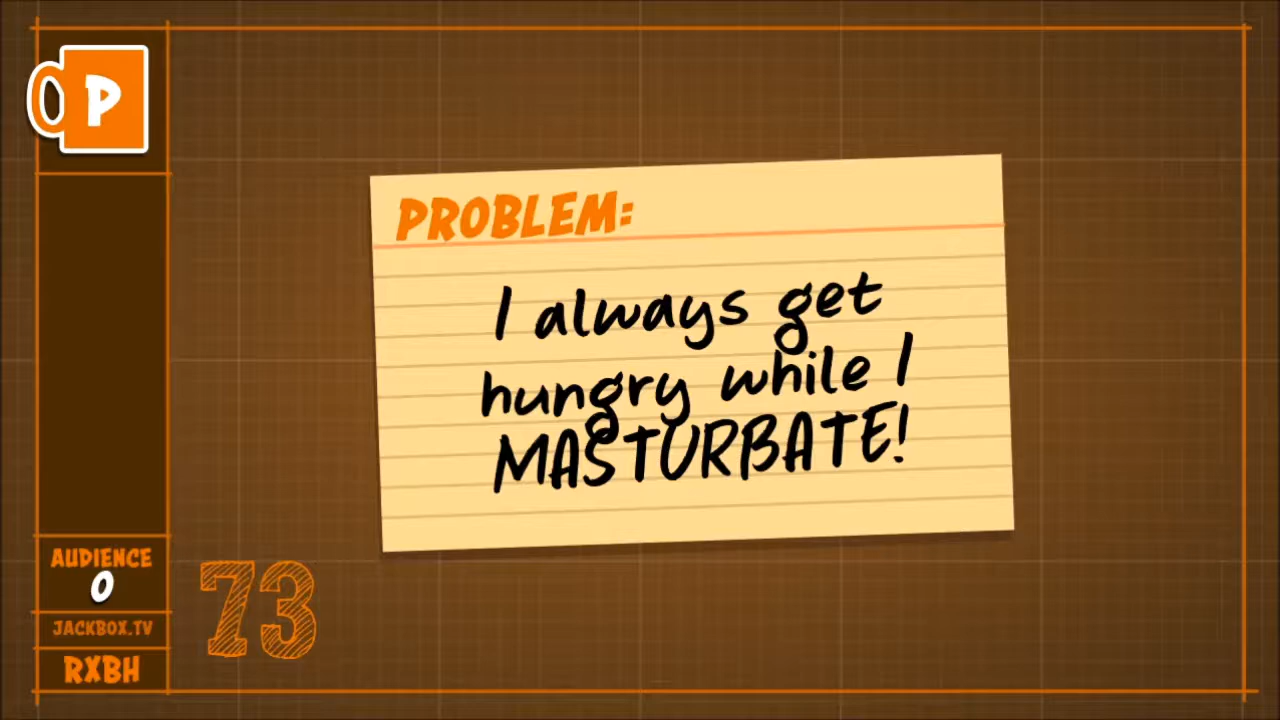 P
PROBLEM:
I always get
hungry while I
MASTURBATE!
AUDIENCE
0
JACKBOX.TV
RXBH
73